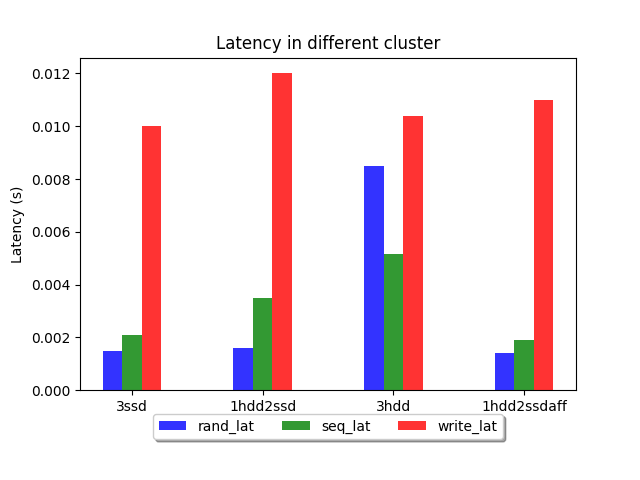 Latency in different cluster
0.012
0.010
0.008
0.006
0.004
0.002
0.000
Latency (s)
3ssd 1hdd2ssd 3hdd 1hdd2ssdaff
rand_lat seq_lat write_lat